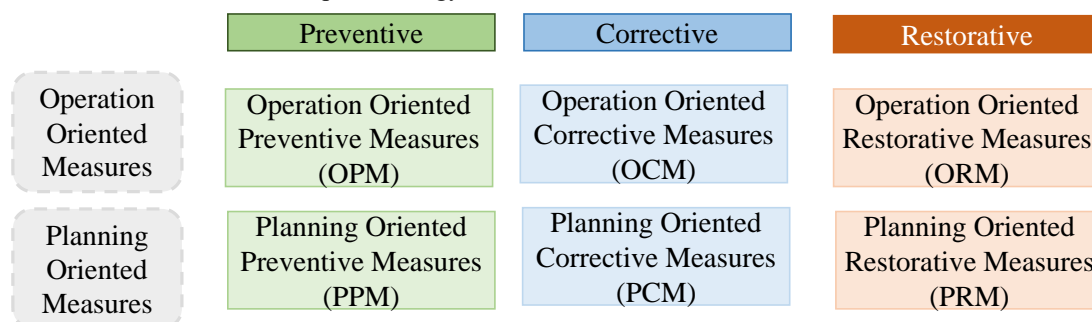 Preventive
Corrective
Restorative
Operation
Oriented
Measures
Operation Oriented
Preventive Measures
(OPM)
Operation Oriented
Corrective Measures
(OCM)
Operation Oriented
Restorative Measures
(ORM)
Planning
Oriented
Measures
Planning Oriented
Preventive Measures
(PPM)
Planning Oriented
Corrective Measures
(PCM)
Planning Oriented
Restorative Measures
(PRM)